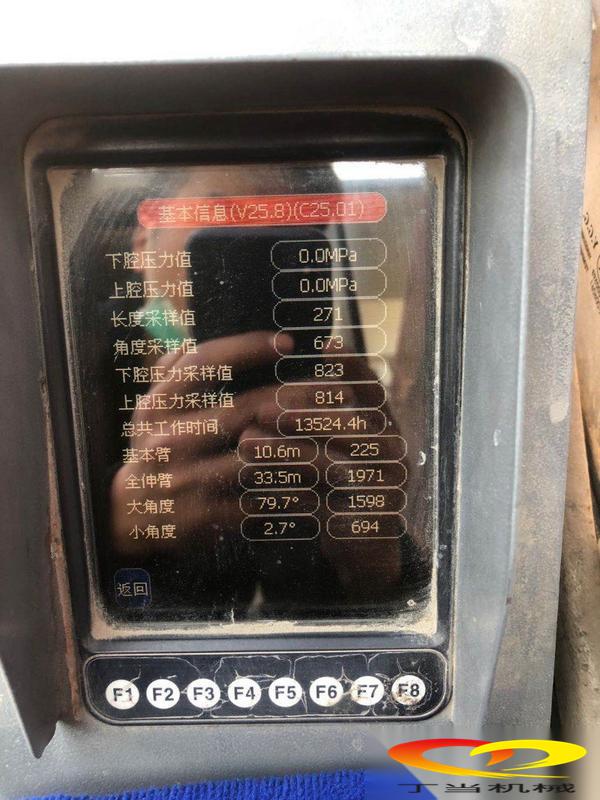 基本信息(V25.8)(C25.01)
下腔压力值 0.0MPa
上腔压力值 0.0MPa
长度采样值 271
角度采样值 673
下腔压力采样值 823
上腔压力采样值 814
总共工作时间 13524.4h
基本臂 10.6m 225
全伸臂 33.5m 1971
大角度 79.7° 1598
小角度 2.7° 694
返回
F1 F2 F3 F4 F5 F6 F7 F8
丁当机械